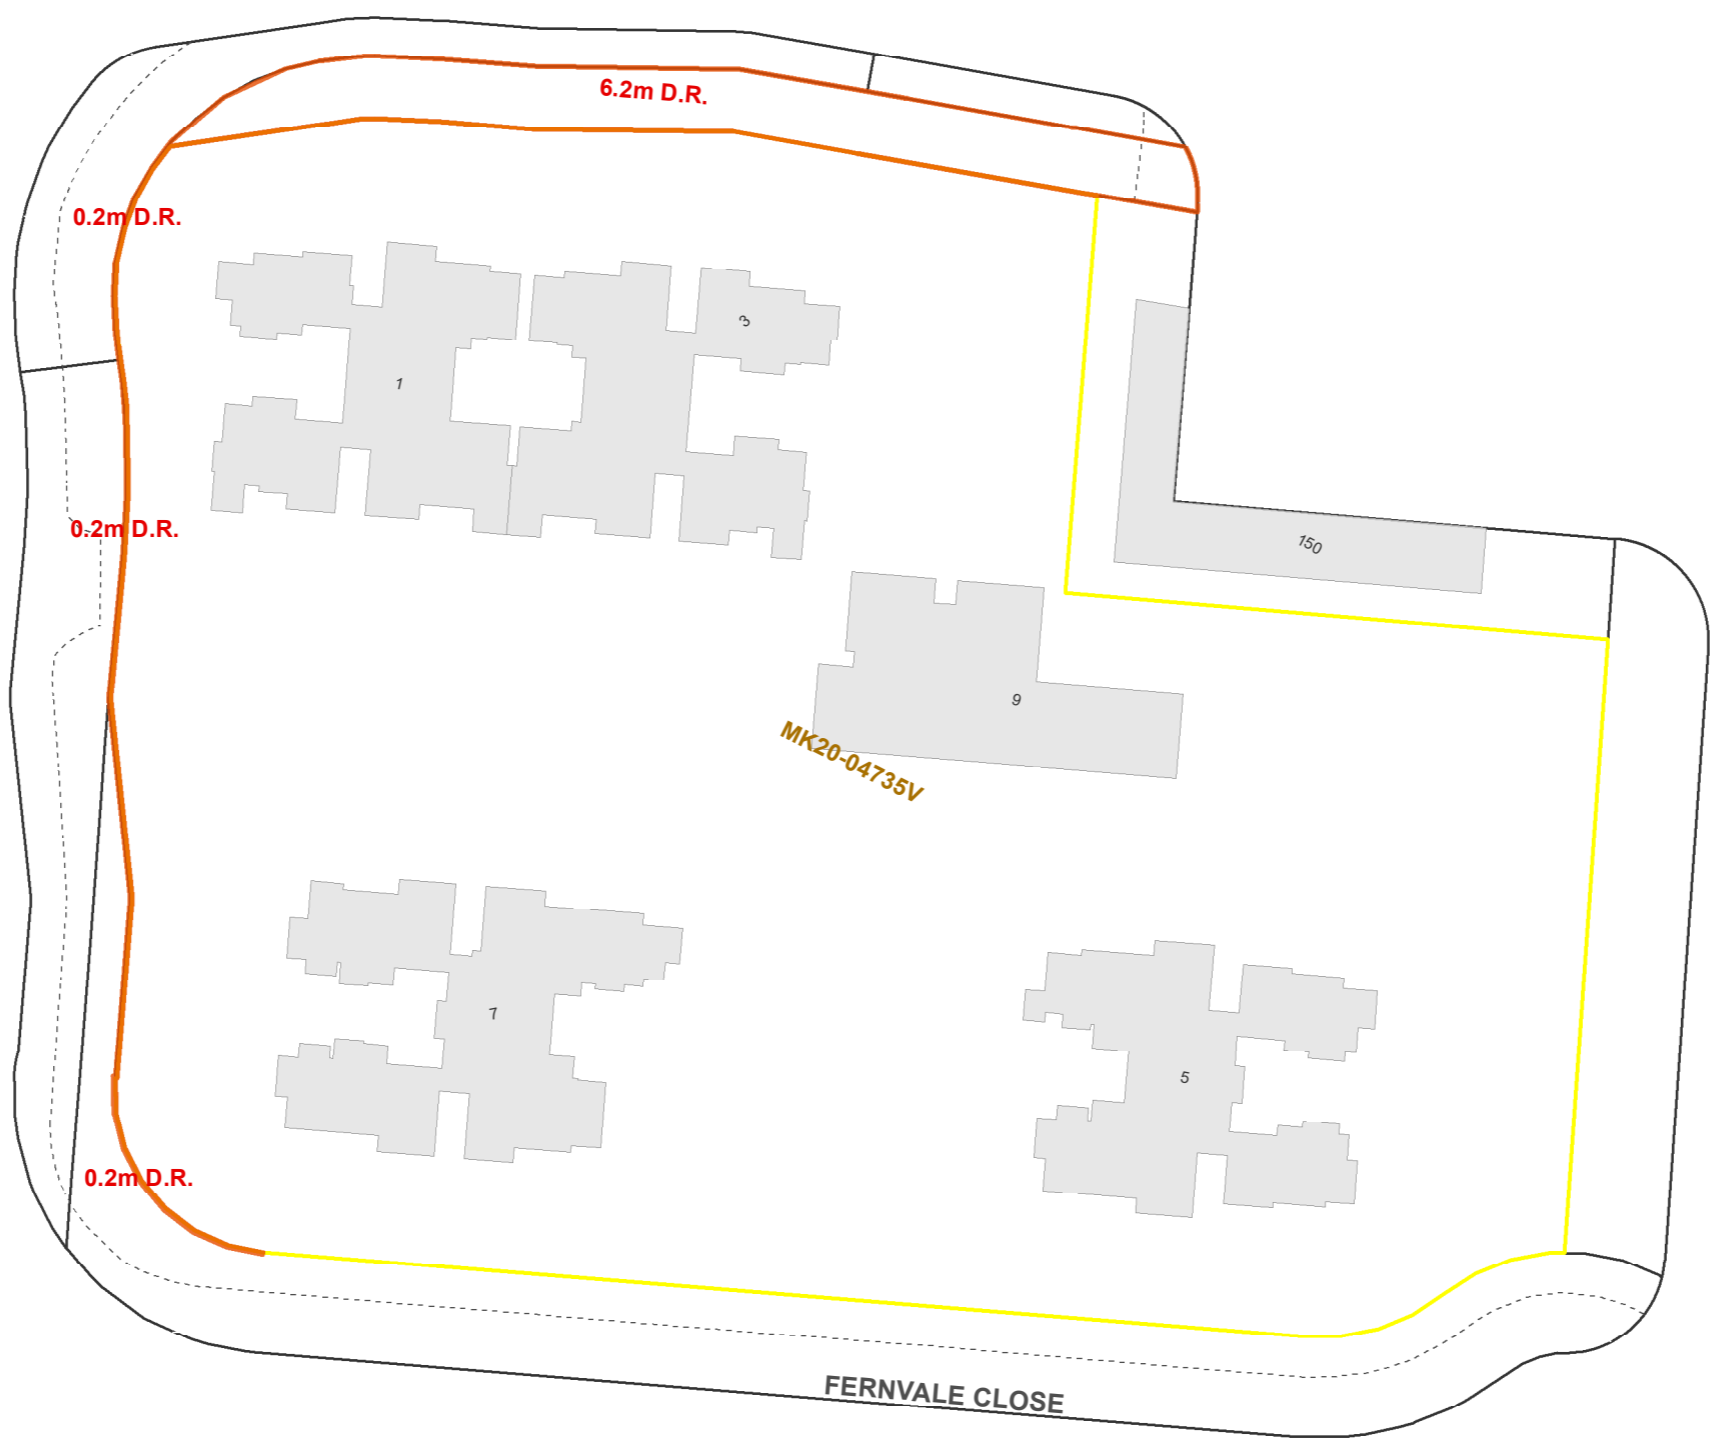 6.2m D.R.
0.2m D.R.
3
1
0.2m D.R.
150
9
MK20-04735V
7
5
0.2m D.R.
FERNVALE CLOSE